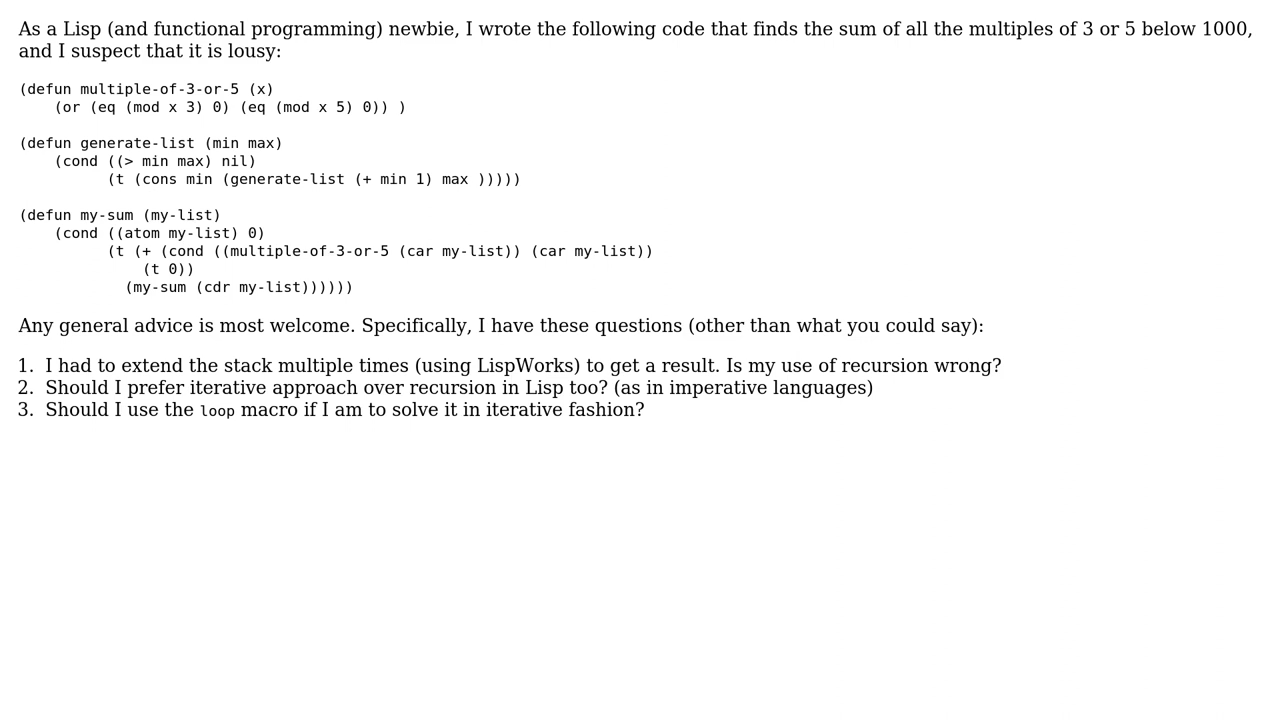 As a Lisp (and functional programming) newbie, I wrote the following code that finds the sum of all the multiples of 3 or 5 below 1000,
and I suspect that it is lousy:
(defun multiple-of-3-or-5 (x)
    (or (eq (mod x 3) 0) (eq (mod x 5) 0)) )
(defun generate-list (min max)
    (cond ((> min max) nil)
          (t (cons min (generate-list (+ min 1) max )))))
(defun my-sum (my-list)
    (cond ((atom my-list) 0)
          (t (+ (cond ((multiple-of-3-or-5 (car my-list)) (car my-list))
              (t 0))
            (my-sum (cdr my-list))))))
Any general advice is most welcome. Specifically, I have these questions (other than what you could say):
1. I had to extend the stack multiple times (using LispWorks) to get a result. Is my use of recursion wrong?
2. Should I prefer iterative approach over recursion in Lisp too? (as in imperative languages)
3. Should I use the loop macro if I am to solve it in iterative fashion?